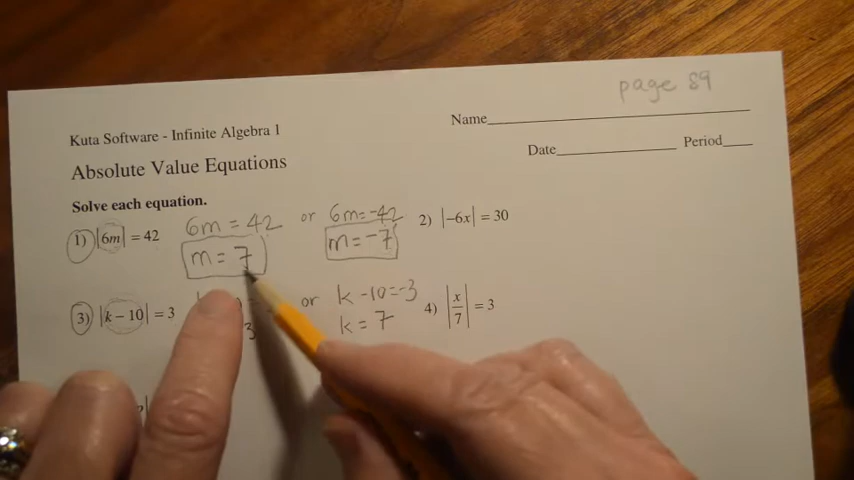 page 89
Kuta Software - Infinite Algebra 1
Name
Absolute Value Equations
Date Period
Solve each equation.
1) |6m| = 42 6m = 42 or 6m = -42
m = 7 m = -7
2) |−6x| = 30
3) |k − 10| = 3 or k - 10 = -3
k = 7
4) |x/7| = 3